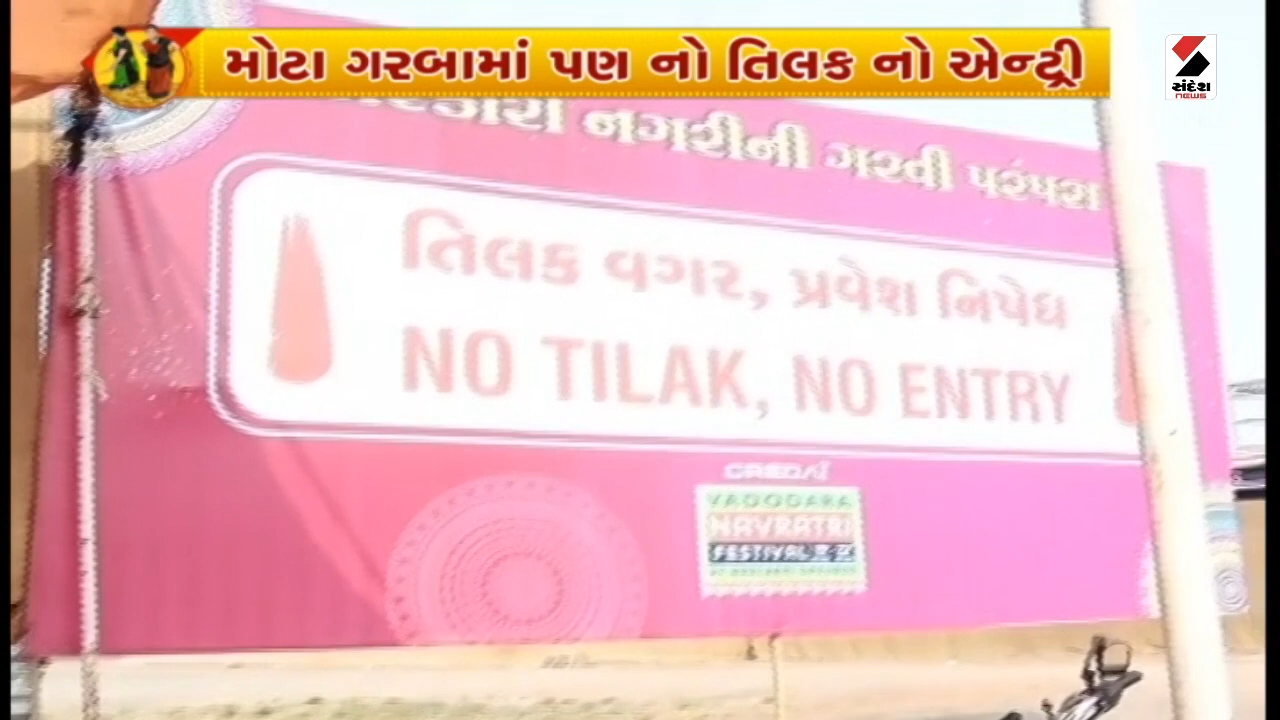 મોટા ગરબામાં પણ નો તિલક નો એન્ટ્રી
સંદેશ
NEWS
નગરીની ગરવી પરંપરા
તિલક વગર, પ્રવેશ નિષેધ
NO TILAK, NO ENTRY
CREDAI
VADODARA
NAVRATRI
FESTIVAL